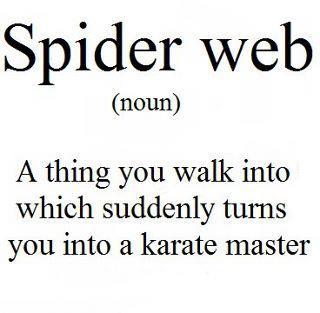 Spider web
(noun)
A thing you walk into
which suddenly turns
you into a karate master